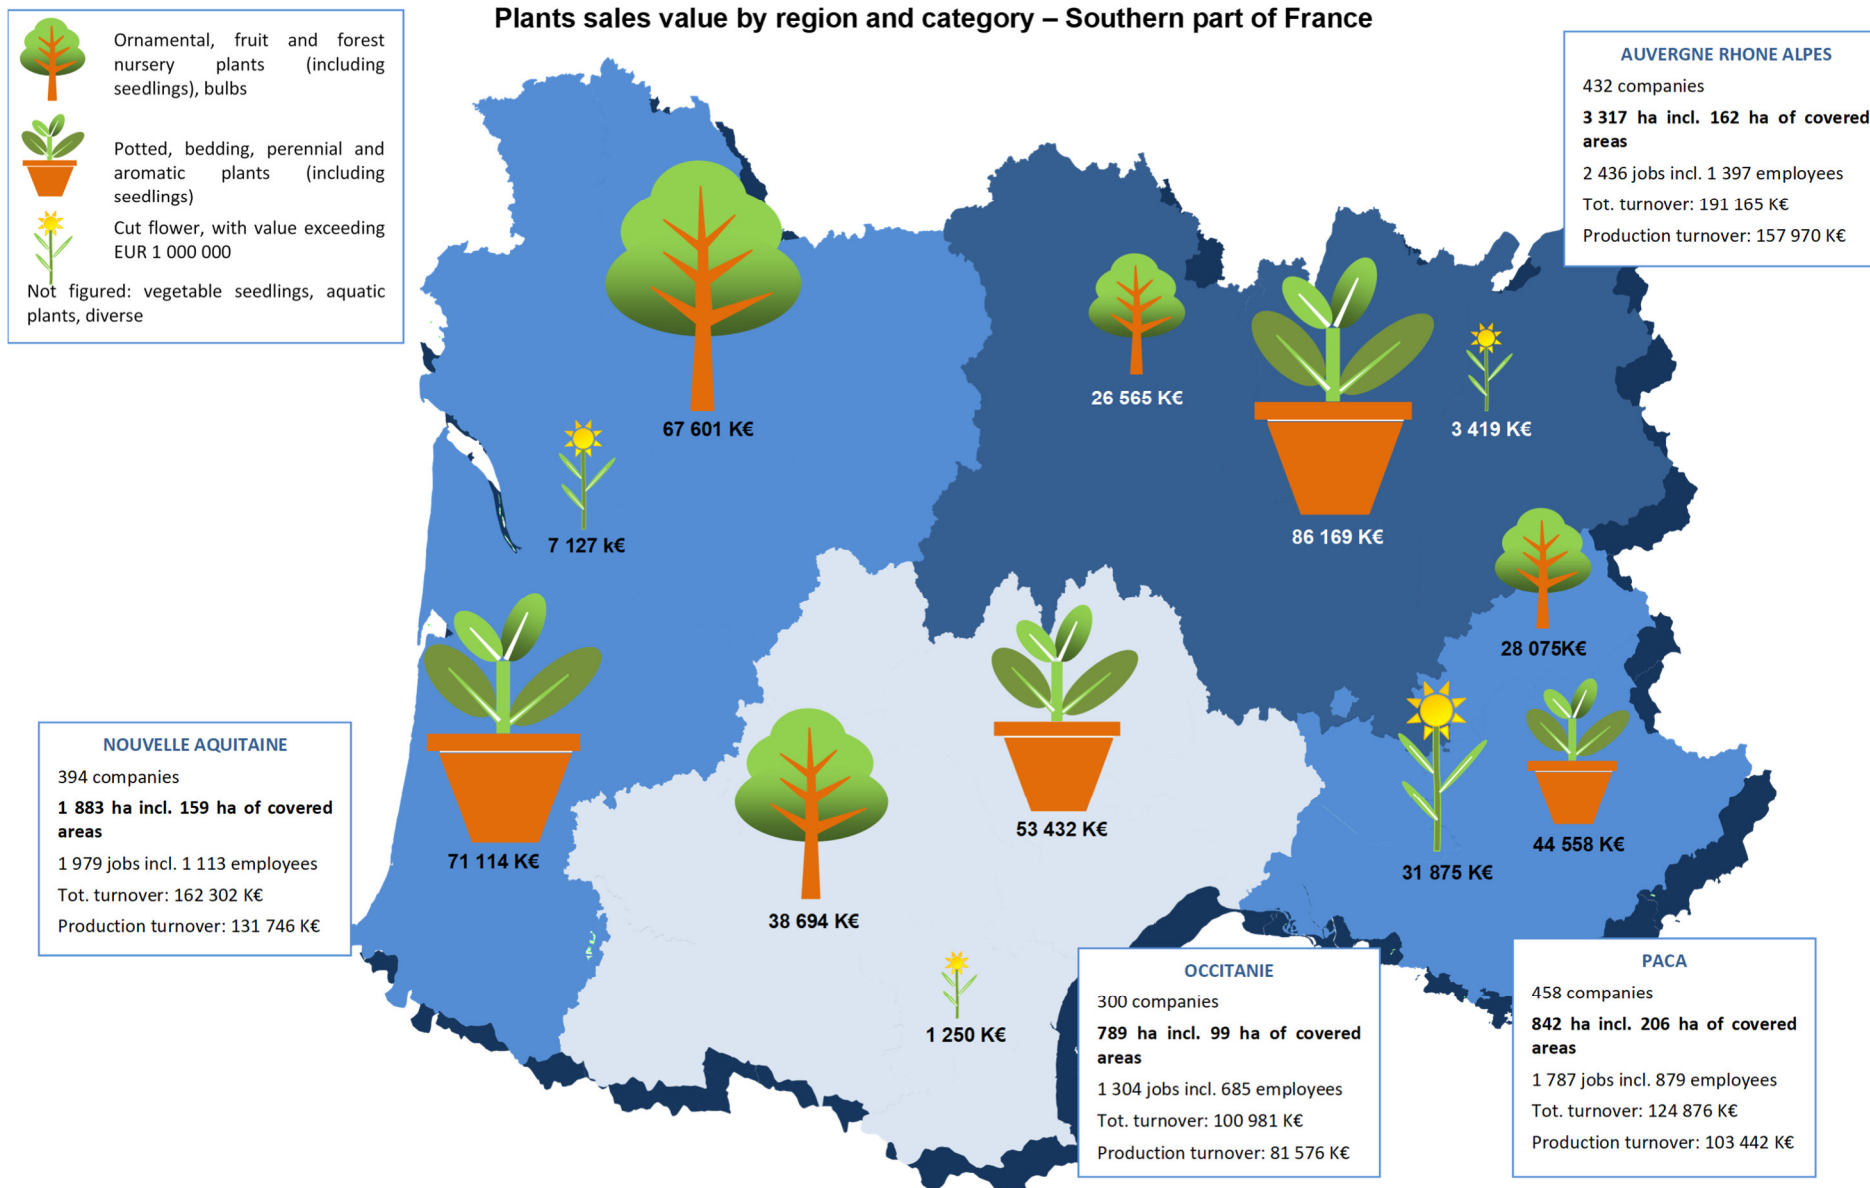 Plants sales value by region and category – Southern part of France
Ornamental, fruit and forest
nursery plants (including
seedlings), bulbs
Potted, bedding, perennial and
aromatic plants (including
seedlings)
Cut flower, with value exceeding
EUR 1 000 000
Not figured: vegetable seedlings, aquatic
plants, diverse
AUVERGNE RHONE ALPES
432 companies
3 317 ha incl. 162 ha of covered
areas
2 436 jobs incl. 1 397 employees
Tot. turnover: 191 165 K€
Production turnover: 157 970 K€
67 601 K€
7 127 k€
71 114 K€
26 565 K€
86 169 K€
3 419 K€
28 075K€
31 875 K€
44 558 K€
53 432 K€
38 694 K€
1 250 K€
NOUVELLE AQUITAINE
394 companies
1 883 ha incl. 159 ha of covered
areas
1 979 jobs incl. 1 113 employees
Tot. turnover: 162 302 K€
Production turnover: 131 746 K€
OCCITANIE
300 companies
789 ha incl. 99 ha of covered
areas
1 304 jobs incl. 685 employees
Tot. turnover: 100 981 K€
Production turnover: 81 576 K€
PACA
458 companies
842 ha incl. 206 ha of covered
areas
1 787 jobs incl. 879 employees
Tot. turnover: 124 876 K€
Production turnover: 103 442 K€